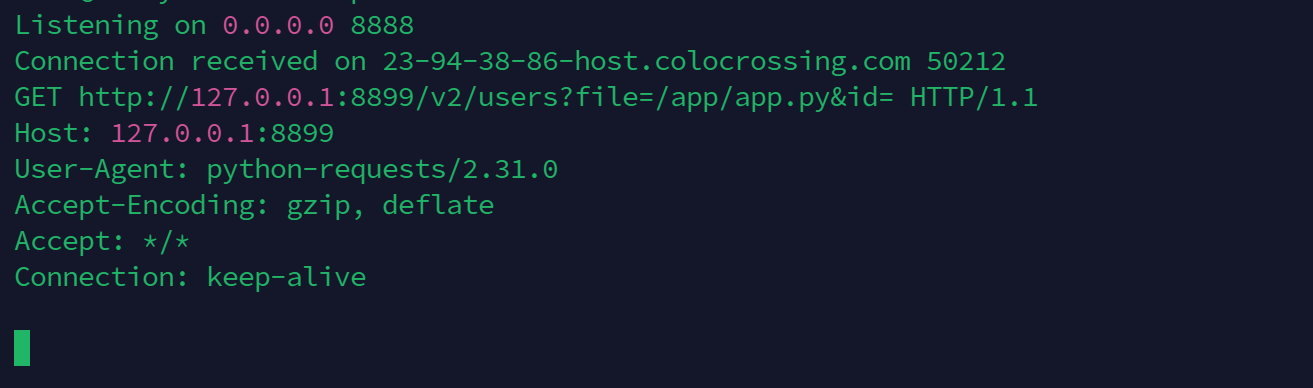 Listening on 0.0.0.0 8888
Connection received on 23-94-38-86-host.colocrossing.com 50212
GET http://127.0.0.1:8899/v2/users?file=/app/app.py&id= HTTP/1.1
Host: 127.0.0.1:8899
User-Agent: python-requests/2.31.0
Accept-Encoding: gzip, deflate
Accept: */*
Connection: keep-alive